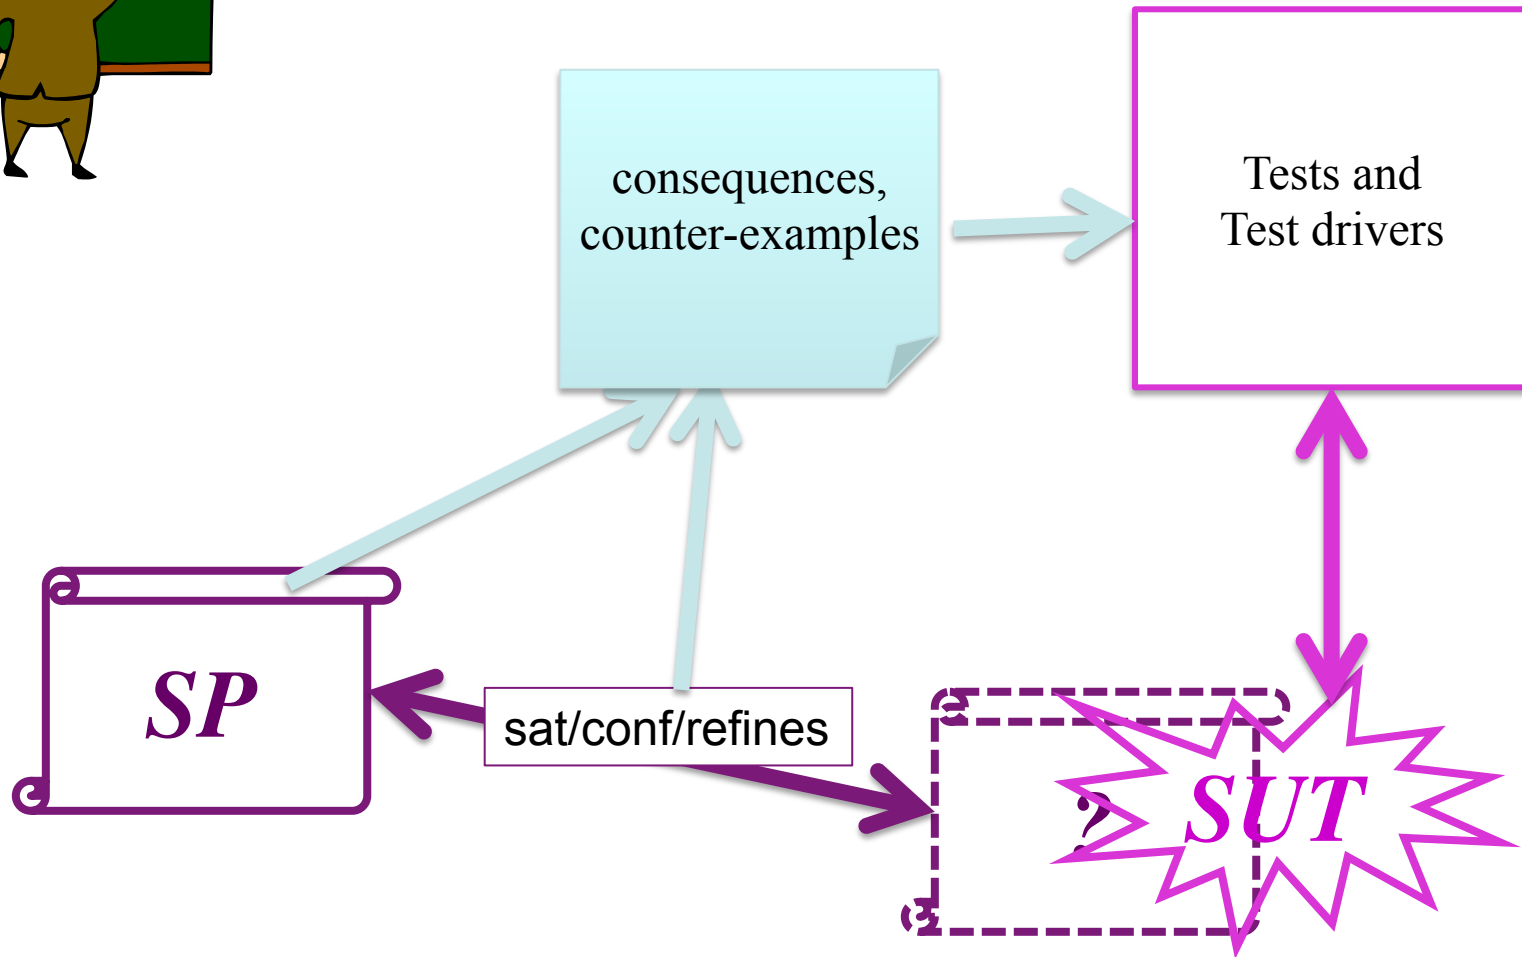 consequences,
counter-examples
Tests and
Test drivers
SP
sat/conf/refines
?
SUT